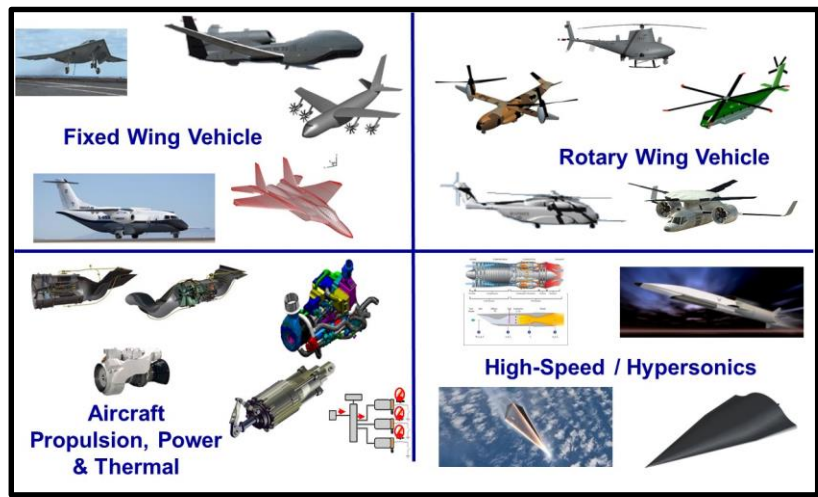 Fixed Wing Vehicle
Rotary Wing Vehicle
Aircraft
Propulsion, Power
& Thermal
High-Speed / Hypersonics